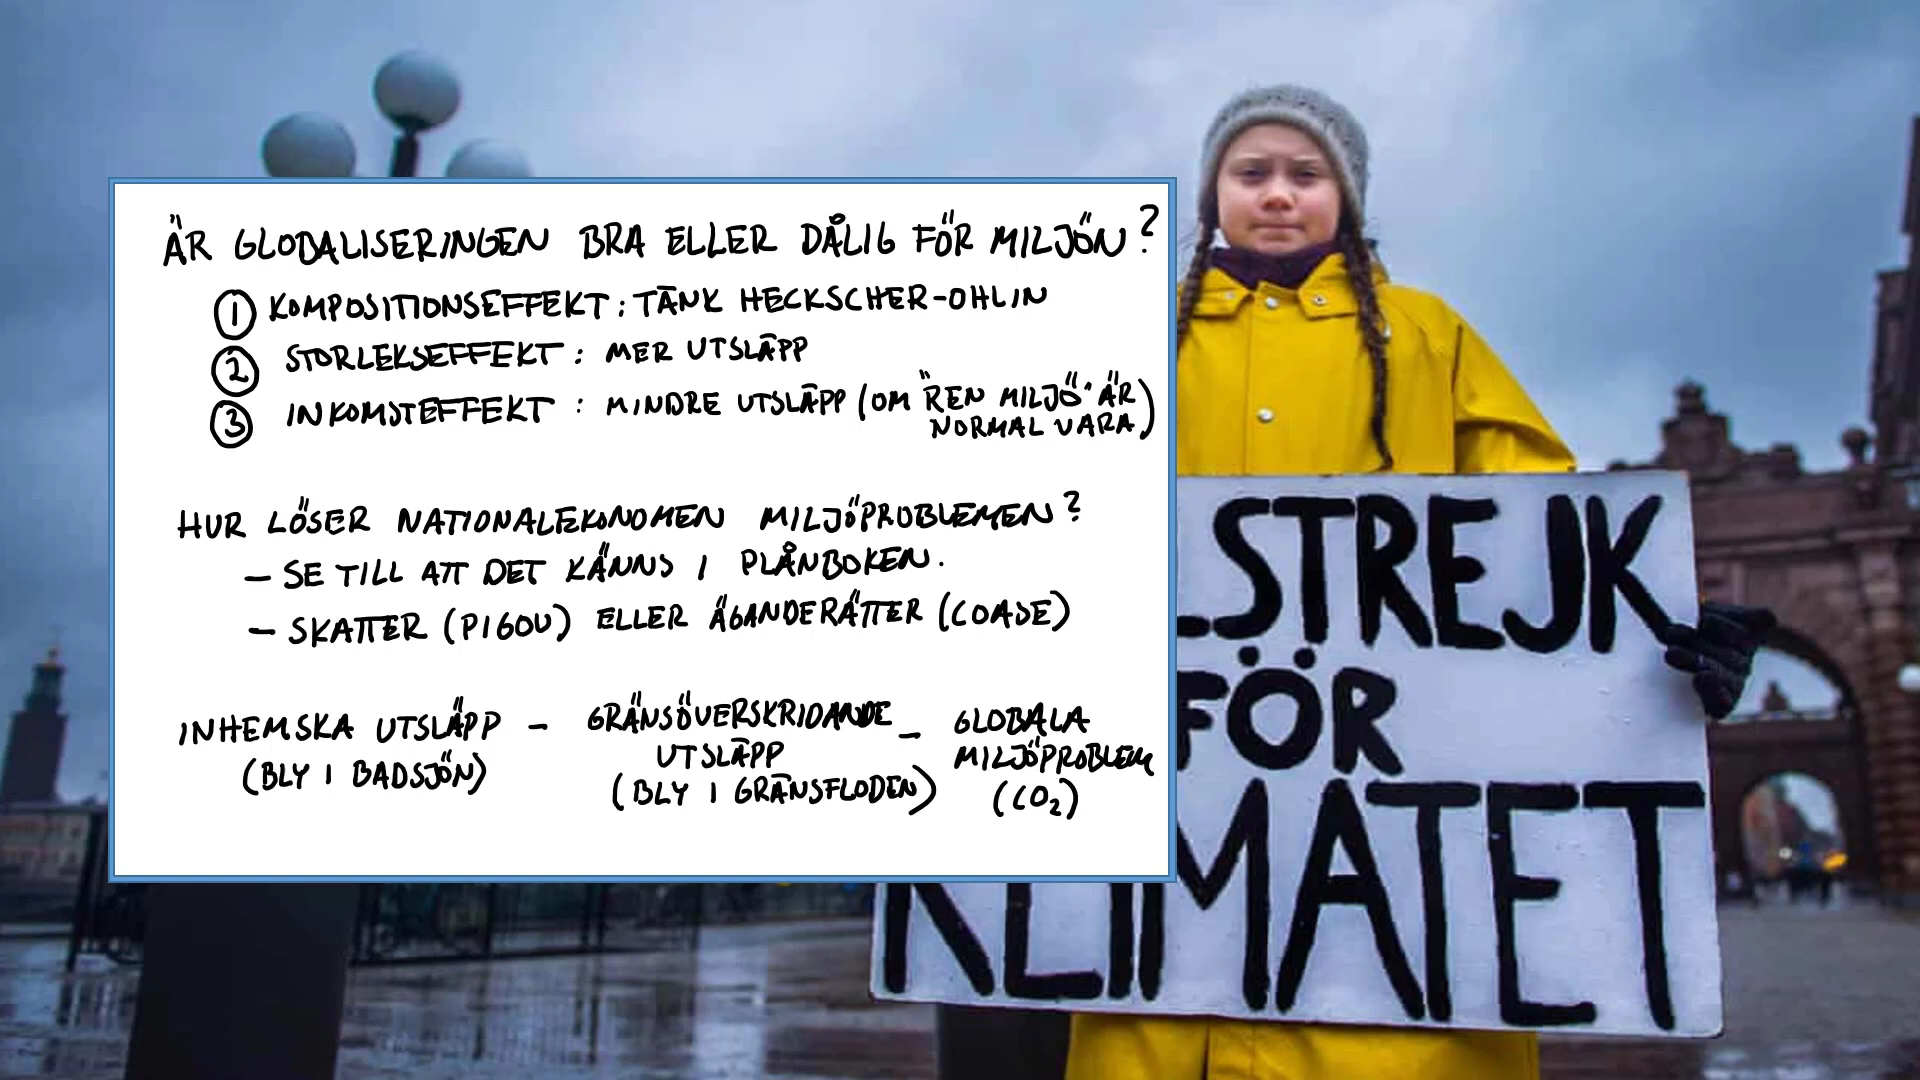 ÄR GLOBALISERINGEN BRA ELLER DÅLIG FÖR MILJÖN?
① KOMPOSITIONSEFFEKT: TÄNK HECKSCHER-OHLIN
② STORLEKSEFFEKT: MER UTSLÄPP
③ INKOMSTEFFEKT: MINDRE UTSLÄPP (OM "REN MILJÖ" ÄR
NORMAL VARA)
HUR LÖSER NATIONALEKONOMEN MILJÖPROBLEMEN?
– SE TILL ATT DET KÄNNS I PLÅNBOKEN.
– SKATTER (PIGOU) ELLER ÄGANDERÄTTER (COASE)
INHEMSKA UTSLÄPP – GRÄNSÖVERSKRIDANDE – GLOBALA
UTSLÄPP MILJÖPROBLEM
(BLY I BADSJÖN) (BLY I GRÄNSFLODEN) (CO₂)
LSTREJK
FÖR
KLIMATET